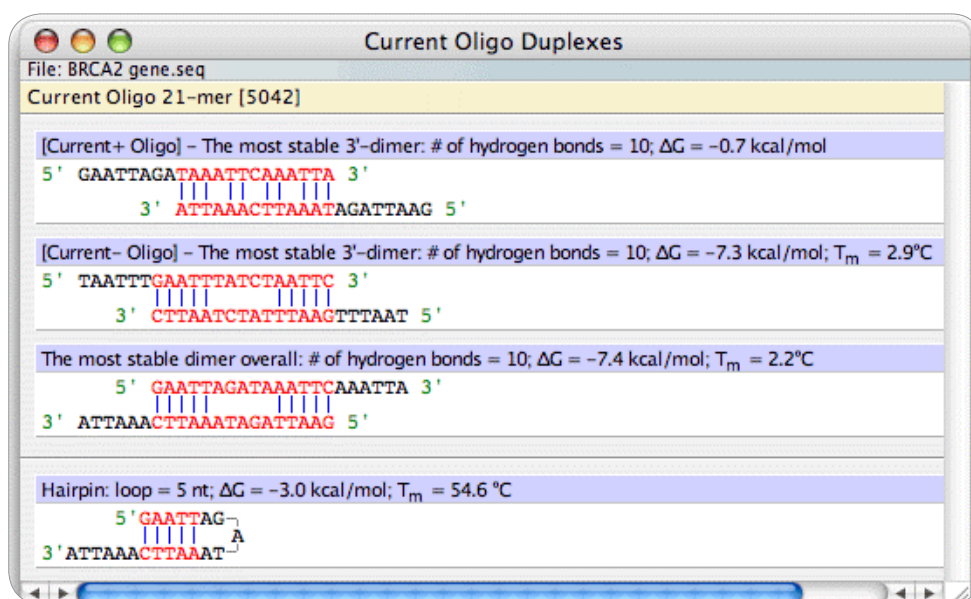 Current Oligo Duplexes
File: BRCA2 gene.seq
Current Oligo 21-mer [5042]
[Current+ Oligo] - The most stable 3'-dimer: # of hydrogen bonds = 10; ΔG = -0.7 kcal/mol
5' GAATTAGATAAATTCAAATTA 3'
3' ATTAAACTTAAATAGATTAAG 5'
[Current- Oligo] - The most stable 3'-dimer: # of hydrogen bonds = 10; ΔG = -7.3 kcal/mol; Tm = 2.9°C
5' TAATTTGAATTTATCTAATTC 3'
3' CTTAATCTATTTAAGTTTAAT 5'
The most stable dimer overall: # of hydrogen bonds = 10; ΔG = -7.4 kcal/mol; Tm = 2.2°C
5' GAATTAGATAAATTCAAATTA 3'
3' ATTAAACTTAAATAGATTAAG 5'
Hairpin: loop = 5 nt; ΔG = -3.0 kcal/mol; Tm = 54.6 °C
5'GAATTAG
A
3'ATTAAACTTAAAT